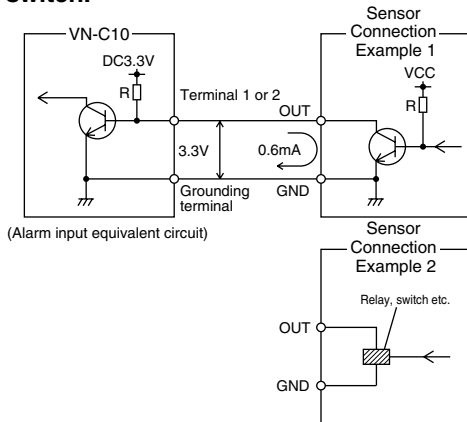 switch.
Sensor
Connection
Example 1
VN-C10
DC3.3V
R
Terminal 1 or 2
OUT
VCC
R
3.3V
0.6mA
Grounding
terminal
GND
(Alarm input equivalent circuit)
Sensor
Connection
Example 2
Relay, switch etc.
OUT
GND